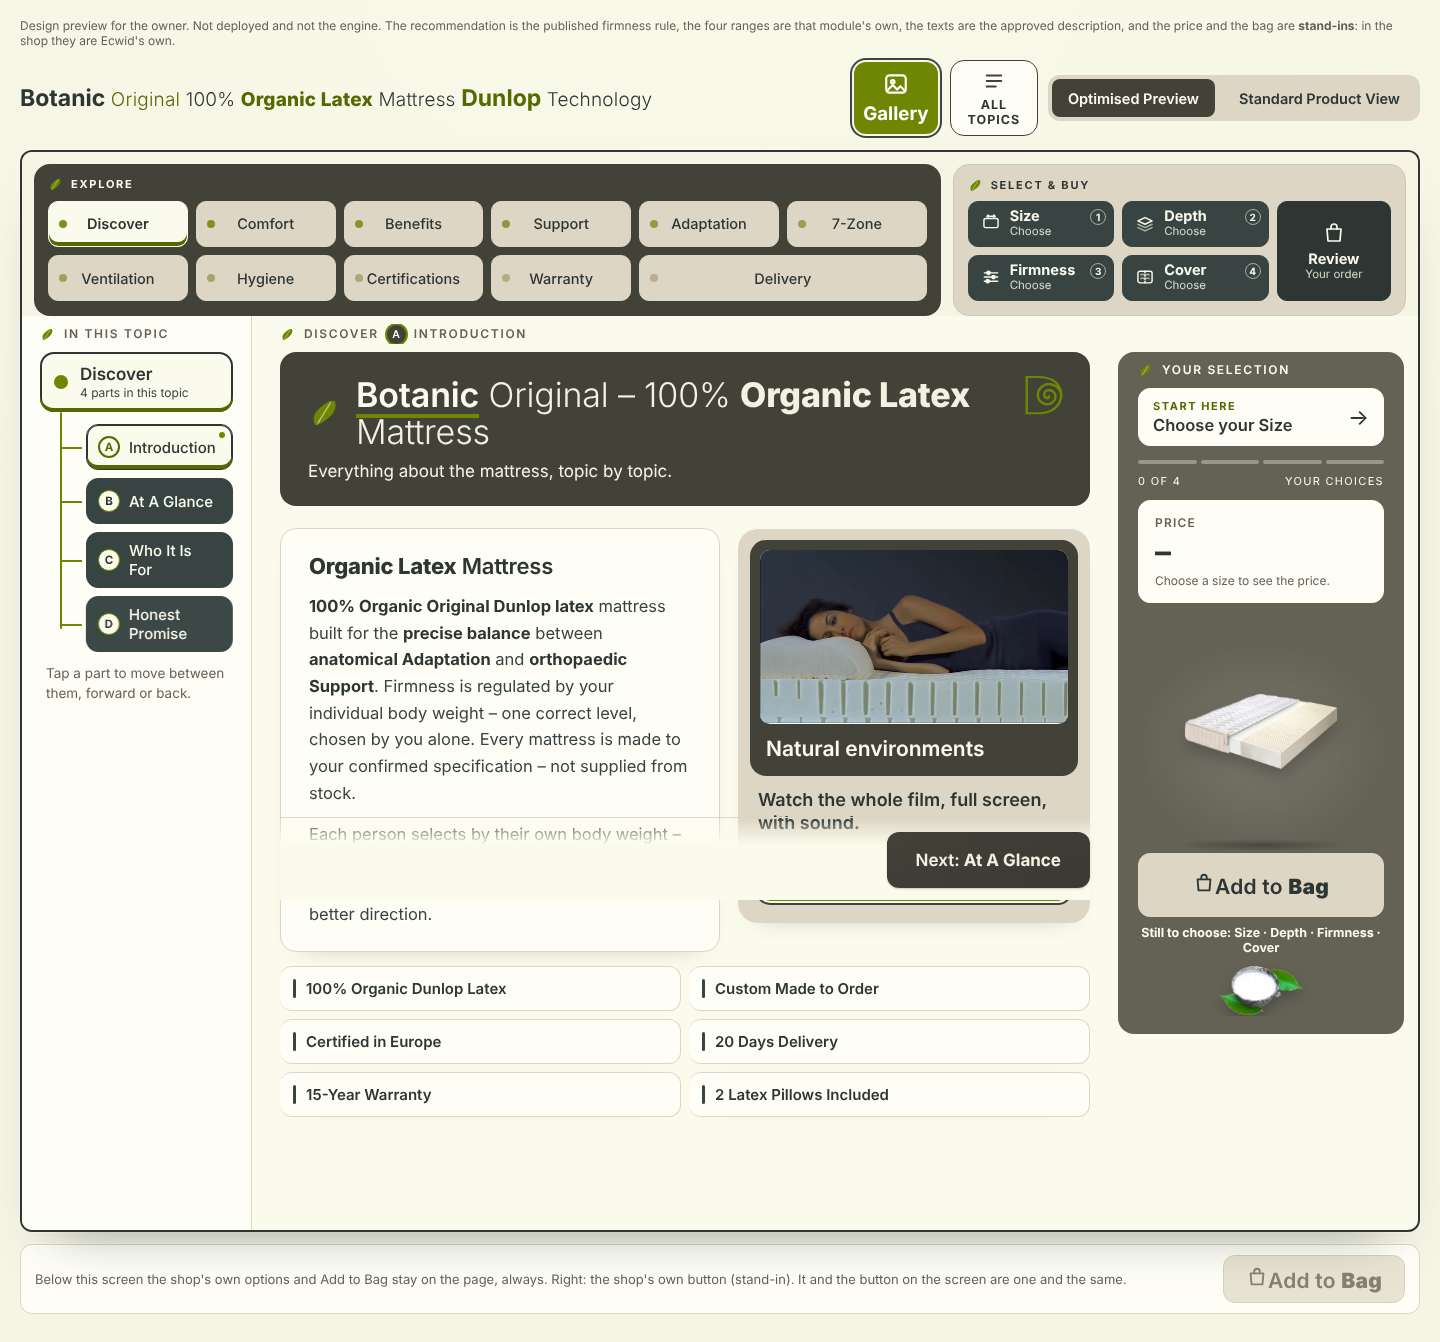 Design preview for the owner. Not deployed and not the engine. The recommendation is the published firmness rule, the four ranges are that module's own, the texts are the approved description, and the price and the bag are stand-ins: in the
shop they are Ecwid's own.
Botanic Original 100% Organic Latex Mattress Dunlop Technology
Gallery
ALL
TOPICS
Optimised Preview
Standard Product View
EXPLORE
Discover
Comfort
Benefits
Support
Adaptation
7-Zone
Ventilation
Hygiene
Certifications
Warranty
Delivery
SELECT & BUY
Size
Choose
1
Depth
Choose
2
Firmness
Choose
3
Cover
Choose
4
Review
Your order
IN THIS TOPIC
Discover
4 parts in this topic
A Introduction
B At A Glance
C Who It Is
For
D Honest
Promise
Tap a part to move between
them, forward or back.
DISCOVER A INTRODUCTION
Botanic Original – 100% Organic Latex
Mattress
Everything about the mattress, topic by topic.
Organic Latex Mattress
100% Organic Original Dunlop latex mattress
built for the precise balance between
anatomical Adaptation and orthopaedic
Support. Firmness is regulated by your
individual body weight – one correct level,
chosen by you alone. Every mattress is made to
your confirmed specification – not supplied from
stock.
Each person selects by their own body weight –
better direction.
Natural environments
Watch the whole film, full screen,
with sound.
Next: At A Glance
100% Organic Dunlop Latex
Custom Made to Order
Certified in Europe
20 Days Delivery
15-Year Warranty
2 Latex Pillows Included
YOUR SELECTION
START HERE
Choose your Size
0 OF 4
YOUR CHOICES
PRICE
–
Choose a size to see the price.
Add to Bag
Still to choose: Size · Depth · Firmness ·
Cover
Below this screen the shop's own options and Add to Bag stay on the page, always. Right: the shop's own button (stand-in). It and the button on the screen are one and the same.
Add to Bag